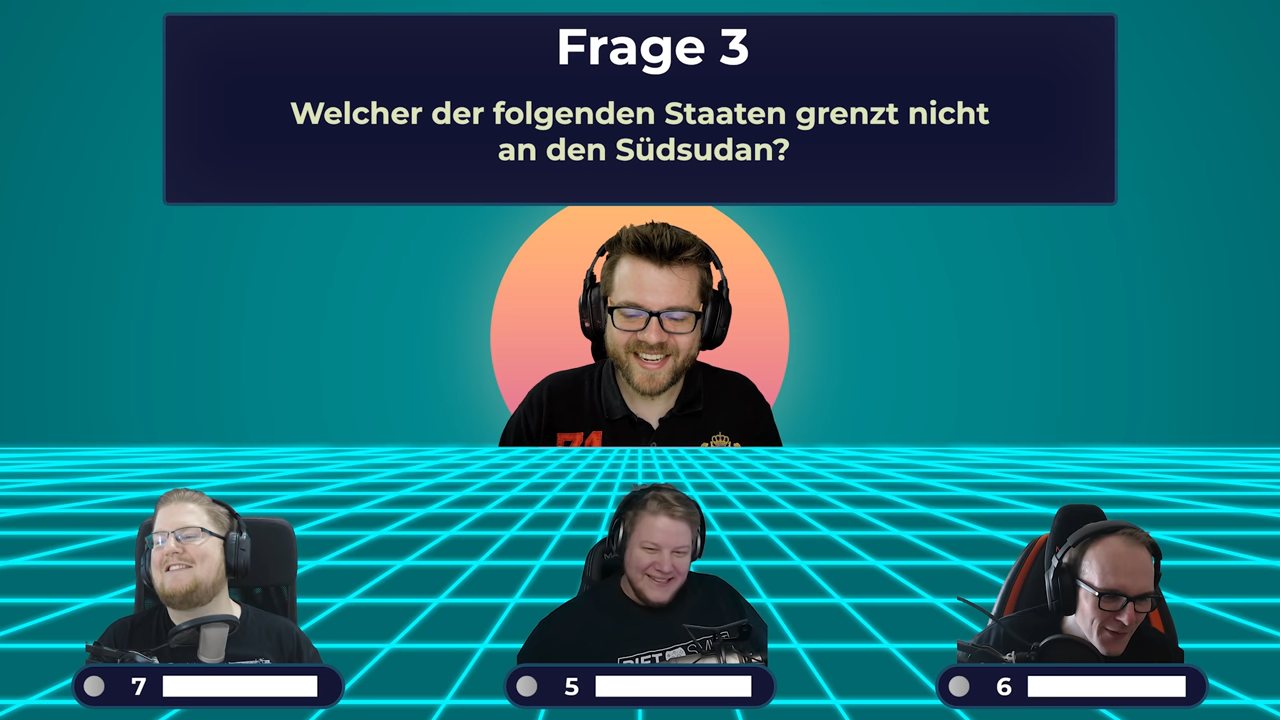 Frage 3
Welcher der folgenden Staaten grenzt nicht
an den Südsudan?
7
5
6